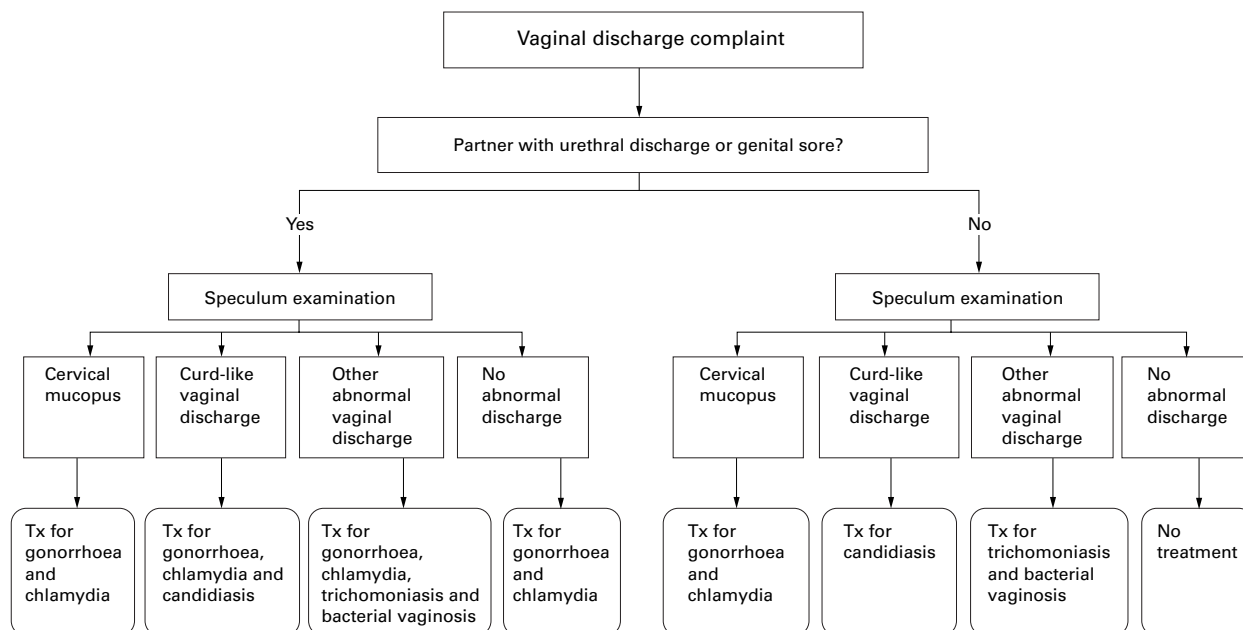 Vaginal discharge complaint
Partner with urethral discharge or genital sore?
Yes
No
Speculum examination
Speculum examination
Cervical
mucopus
Curd-like
vaginal
discharge
Other
abnormal
vaginal
discharge
No
abnormal
discharge
Cervical
mucopus
Curd-like
vaginal
discharge
Other
abnormal
vaginal
discharge
No
abnormal
discharge
Tx for
gonorrhoea
and
chlamydia
Tx for
gonorrhoea,
chlamydia and
candidiasis
Tx for
gonorrhoea,
chlamydia,
trichomoniasis and
bacterial vaginosis
Tx for
gonorrhoea
and
chlamydia
Tx for
gonorrhoea
and
chlamydia
Tx for
candidiasis
Tx for
trichomoniasis
and bacterial
vaginosis
No
treatment